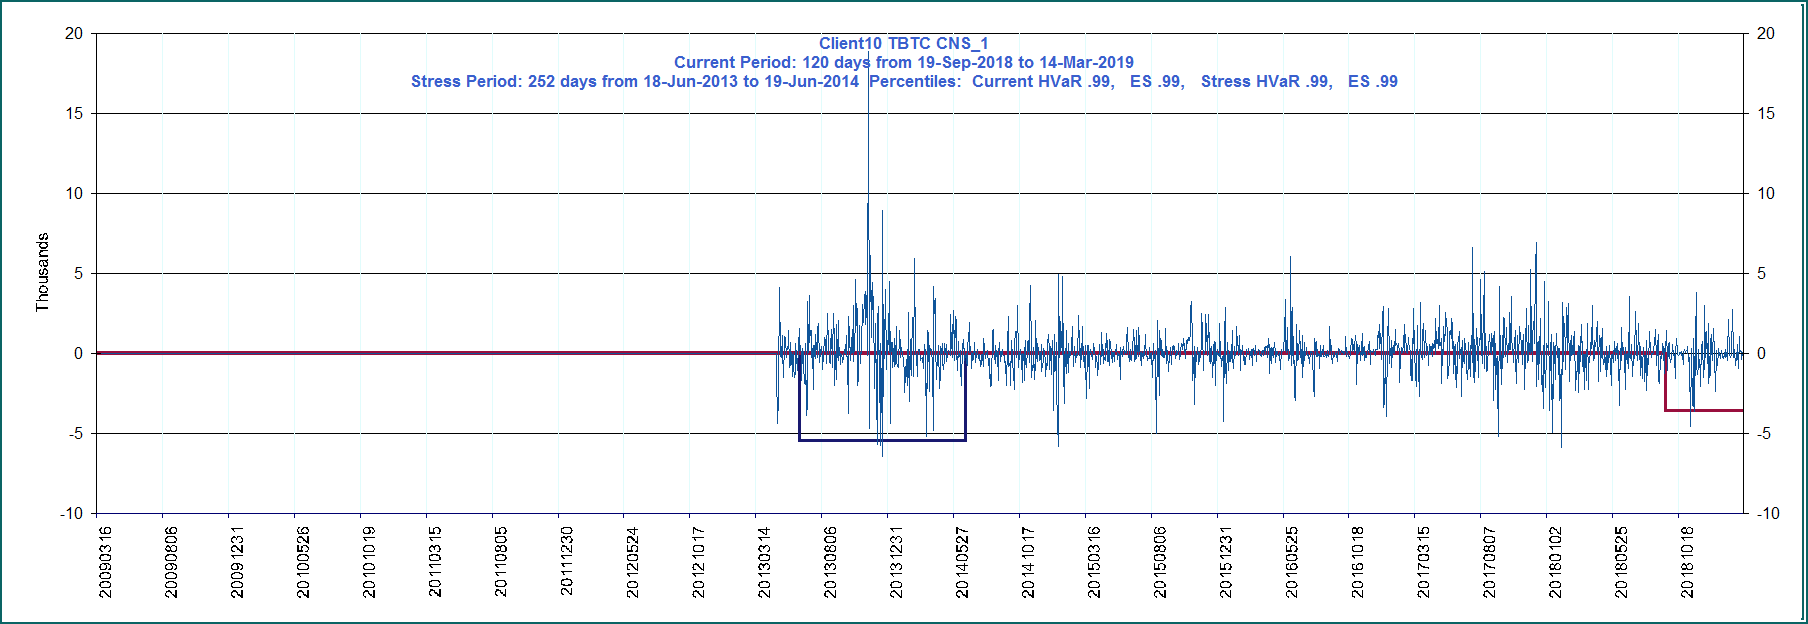 Client10 TBTC CNS_1
Current Period: 120 days from 19-Sep-2018 to 14-Mar-2019
Stress Period: 252 days from 18-Jun-2013 to 19-Jun-2014  Percentiles:  Current HVaR .99,   ES .99,   Stress HVaR .99,   ES .99
20 20
15 15
10 10
Thousands
5 5
0 0
-5 -5
-10 -10
20090316 20090806 20091231 20100526 20101019 20110315 20110805 20111230 20120524 20121017 20130314 20130806 20131231 20140527 20141017 20150316 20150806 20151231 20160525 20161018 20170315 20170807 20180102 20180525 20181018